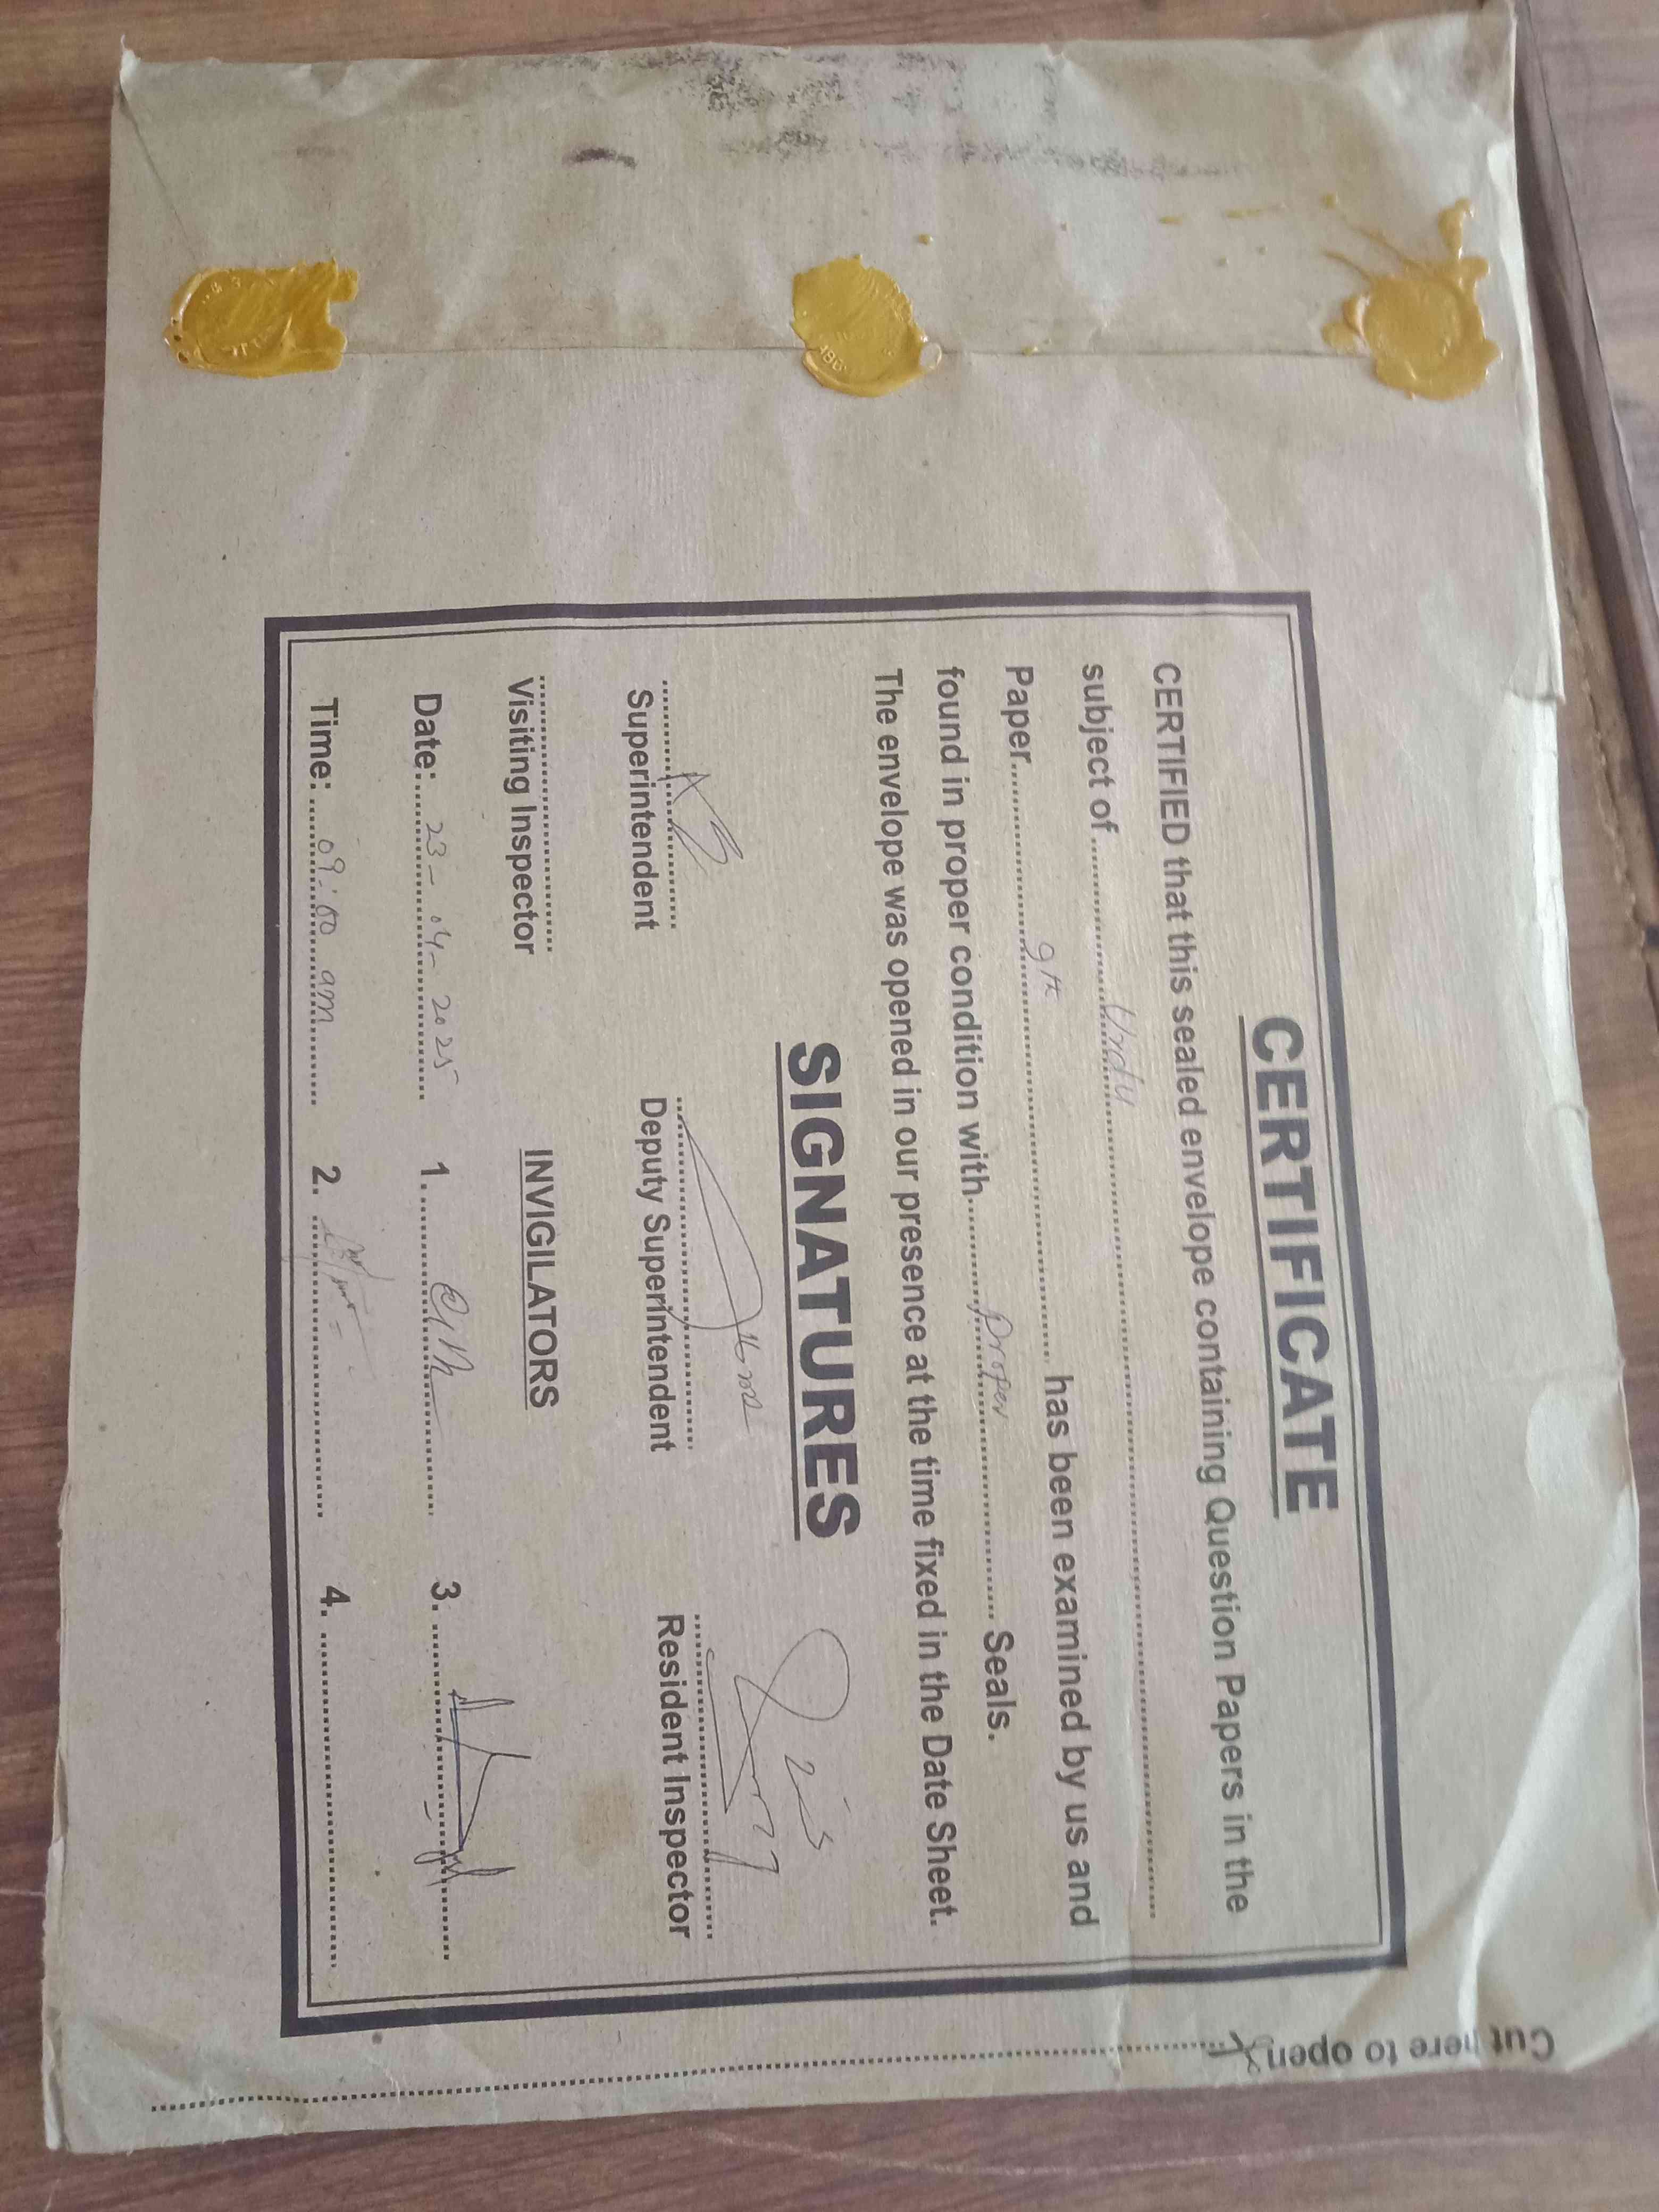 CERTIFICATE
CERTIFIED that this sealed envelope containing Question Papers in the
subject of Urdu
Paper 9th has been examined by us and
found in proper condition with proper Seals.
The envelope was opened in our presence at the time fixed in the Date Sheet.
SIGNATURES
Superintendent Deputy Superintendent Resident Inspector
Visiting Inspector INVIGILATORS
Date: 23-04-2025 1. 3.
Time: 09:00 am 2. 4.
Cut here to open